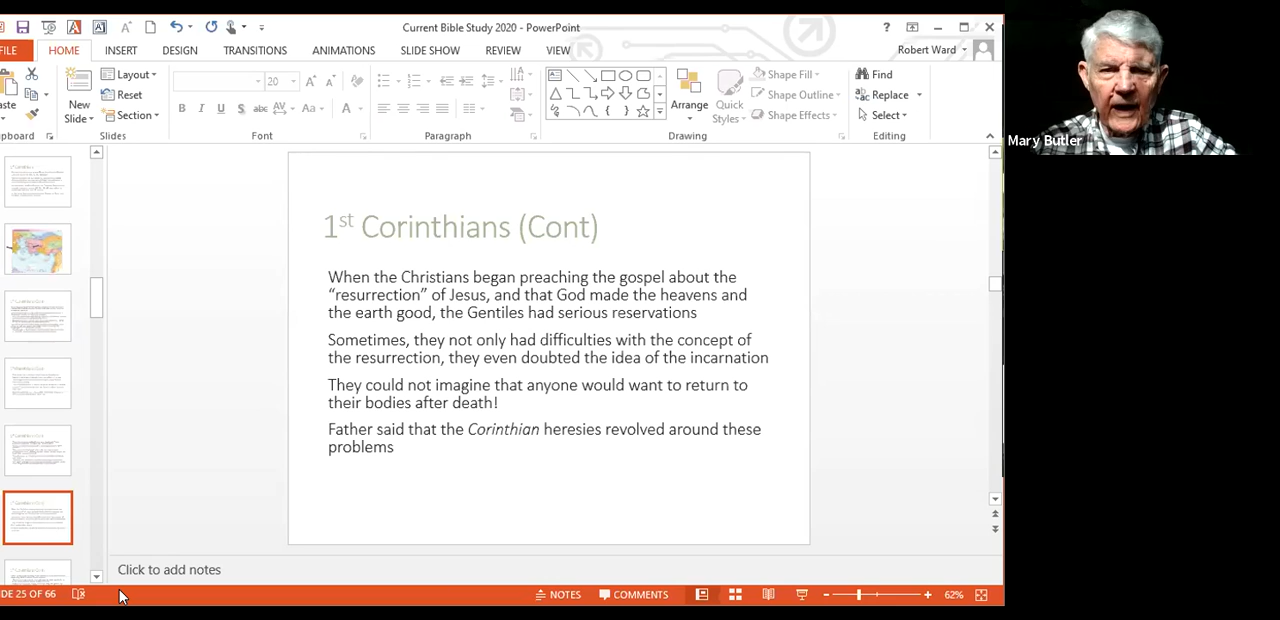 Current Bible Study 2020 - PowerPoint
?
FILE
HOME
INSERT
DESIGN
TRANSITIONS
ANIMATIONS
SLIDE SHOW
REVIEW
VIEW
Robert Ward
Layout
Reset
Section
New
Slide
20
B I U S abc AV Aa A
Shape Fill
Shape Outline
Shape Effects
Arrange
Quick
Styles
Find
Replace
Select
Slides
Font
Paragraph
Drawing
Editing
Mary Butler
1st Corinthians (Cont)
When the Christians began preaching the gospel about the
“resurrection” of Jesus, and that God made the heavens and
the earth good, the Gentiles had serious reservations
Sometimes, they not only had difficulties with the concept of
the resurrection, they even doubted the idea of the incarnation
They could not imagine that anyone would want to return to
their bodies after death!
Father said that the Corinthian heresies revolved around these
problems
Click to add notes
DE 25 OF 66
NOTES
COMMENTS
62%